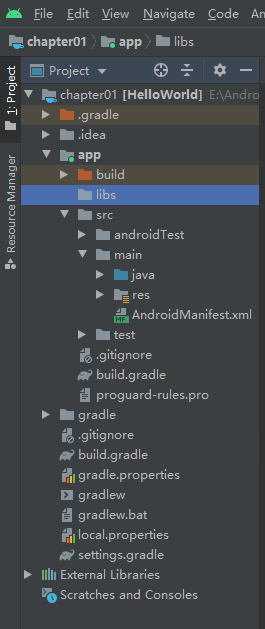 File Edit View Navigate
chapter01 app libs
Project
chapter01 [HelloWorld] E:\Andro
.gradle
.idea
app
build
libs
src
androidTest
main
java
res
AndroidManifest.xml
test
.gitignore
build.gradle
proguard-rules.pro
gradle
.gitignore
build.gradle
gradle.properties
gradlew
gradlew.bat
local.properties
settings.gradle
External Libraries
Scratches and Consoles
1: Project
Resource Manager